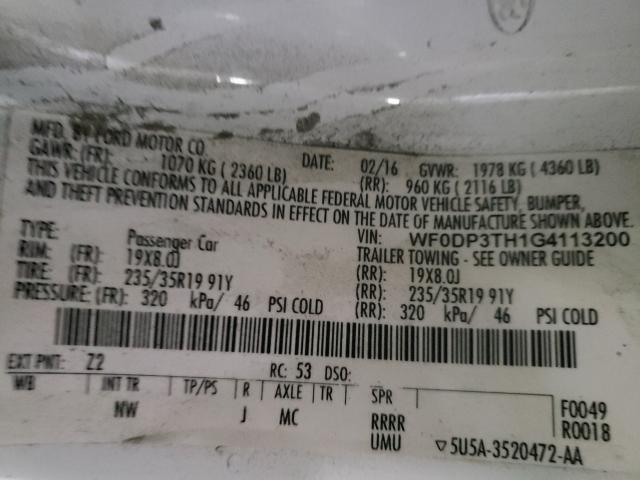 MFD. BY FORD MOTOR CO.
DATE: 02/16 GVWR: 1978 KG ( 4360 LB)
GAWR: (FR): 1070 KG ( 2360 LB) (RR): 960 KG ( 2116 LB)
THIS VEHICLE CONFORMS TO ALL APPLICABLE FEDERAL MOTOR VEHICLE SAFETY, BUMPER,
AND THEFT PREVENTION STANDARDS IN EFFECT ON THE DATE OF MANUFACTURE SHOWN ABOVE.
VIN: WF0DP3TH1G4113200
TYPE: Passenger Car TRAILER TOWING - SEE OWNER GUIDE
RIM: (FR): 19X8.0J (RR): 19X8.0J
TIRE: (FR): 235/35R19 91Y (RR): 235/35R19 91Y
PRESSURE: (FR): 320 kPa/ 46 PSI COLD (RR): 320 kPa/ 46 PSI COLD
EXT PNT: Z2 RC: 53 DSO:
WB INT TR TP/PS R AXLE TR SPR
NW J MC RRRR
UMU
F0049
R0018
▽5U5A-3520472-AA